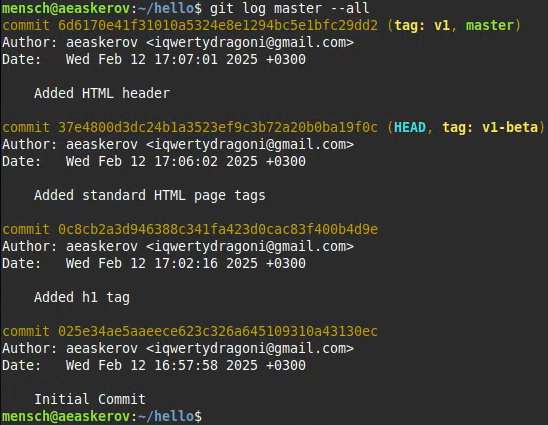 mensch@aeaskerov:~/hello$ git log master --all
commit 6d6170e41f31010a5324e8e1294bc5e1bfc29dd2 (tag: v1, master)
Author: aeaskerov <iqwertydragoni@gmail.com>
Date:   Wed Feb 12 17:07:01 2025 +0300
Added HTML header
commit 37e4800d3dc24b1a3523ef9c3b72a20b0ba19f0c (HEAD, tag: v1-beta)
Author: aeaskerov <iqwertydragoni@gmail.com>
Date:   Wed Feb 12 17:06:02 2025 +0300
Added standard HTML page tags
commit 0c8cb2a3d946388c341fa423d0cac83f400b4d9e
Author: aeaskerov <iqwertydragoni@gmail.com>
Date:   Wed Feb 12 17:02:16 2025 +0300
Added h1 tag
commit 025e34ae5aaeece623c326a645109310a43130ec
Author: aeaskerov <iqwertydragoni@gmail.com>
Date:   Wed Feb 12 16:57:58 2025 +0300
Initial Commit
mensch@aeaskerov:~/hello$